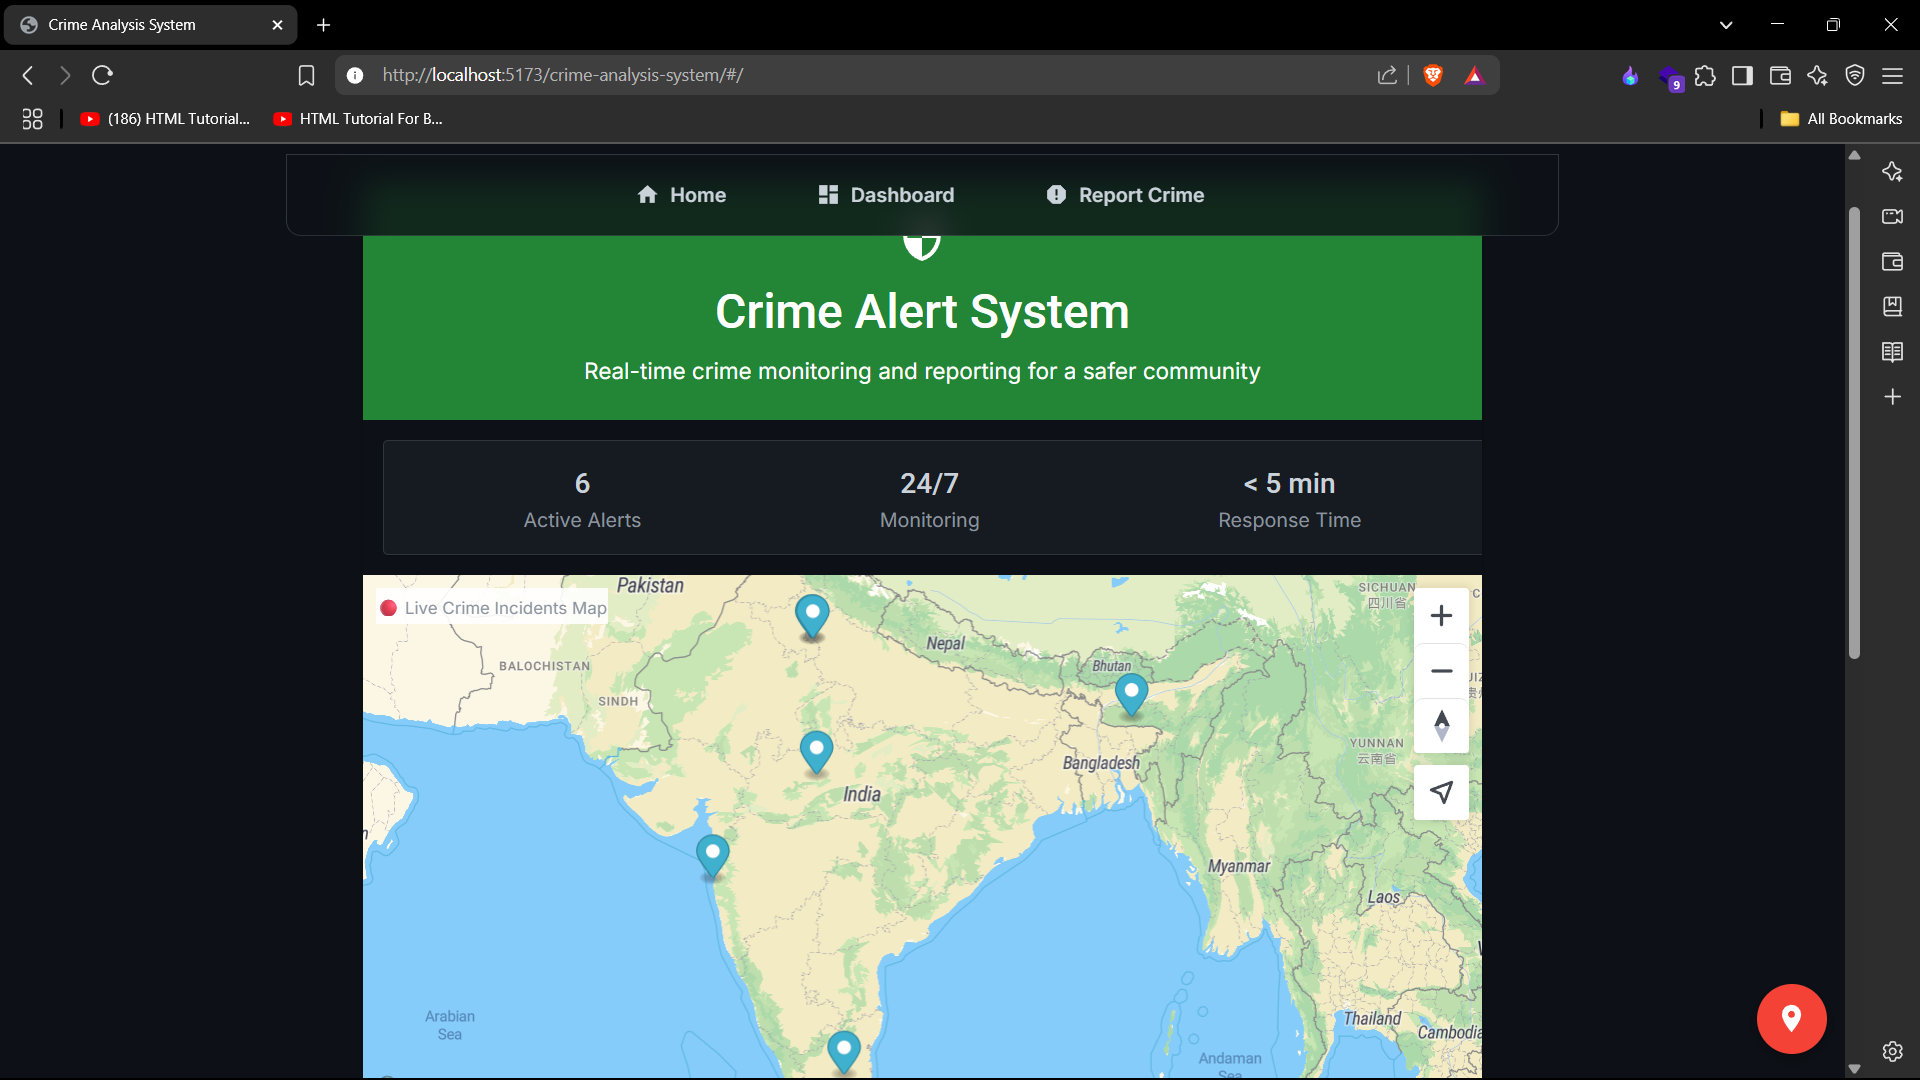 Crime Analysis System
http://localhost:5173/crime-analysis-system/#/
9
(186) HTML Tutorial...
HTML Tutorial For B...
All Bookmarks
Home
Dashboard
Report Crime
Crime Alert System
Real-time crime monitoring and reporting for a safer community
6
Active Alerts
24/7
Monitoring
< 5 min
Response Time
Live Crime Incidents Map
Pakistan
SICHUAN
四川省
Nepal
Bhutan
BALOCHISTAN
SINDH
YUNNAN
云南省
Bangladesh
India
Myanmar
Laos
Arabian
Sea
Thailand
Cambodia
Andaman
Sea